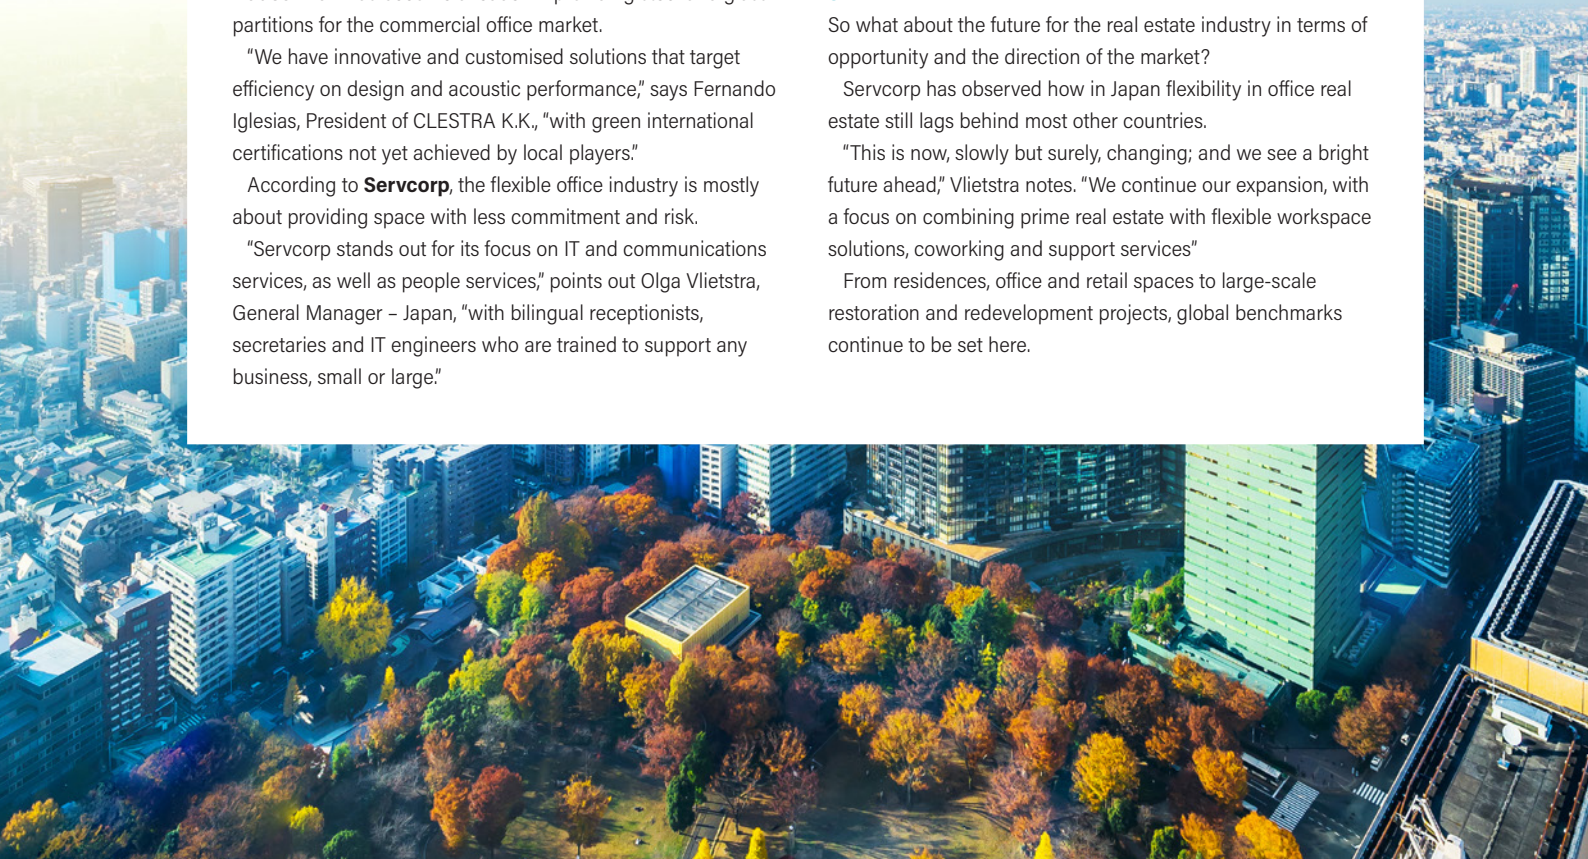 partitions for the commercial office market.
“We have innovative and customised solutions that target
efficiency on design and acoustic performance,” says Fernando
Iglesias, President of CLESTRA K.K., “with green international
certifications not yet achieved by local players.”
According to Servcorp, the flexible office industry is mostly
about providing space with less commitment and risk.
“Servcorp stands out for its focus on IT and communications
services, as well as people services,” points out Olga Vlietstra,
General Manager – Japan, “with bilingual receptionists,
secretaries and IT engineers who are trained to support any
business, small or large.”
So what about the future for the real estate industry in terms of
opportunity and the direction of the market?
Servcorp has observed how in Japan flexibility in office real
estate still lags behind most other countries.
“This is now, slowly but surely, changing; and we see a bright
future ahead,” Vlietstra notes. “We continue our expansion, with
a focus on combining prime real estate with flexible workspace
solutions, coworking and support services”
From residences, office and retail spaces to large-scale
restoration and redevelopment projects, global benchmarks
continue to be set here.